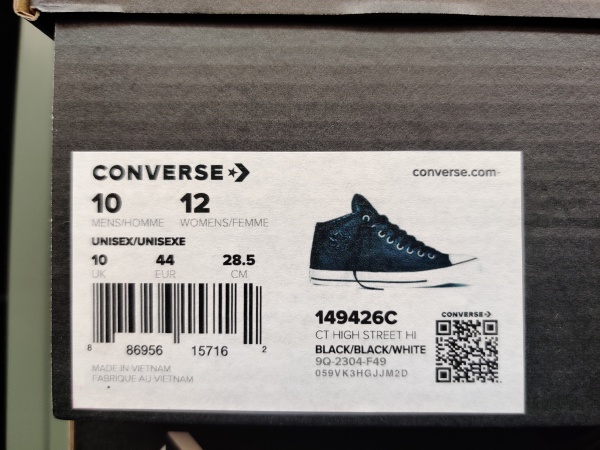 CONVERSE
converse.com
10 12
MENS/HOMME WOMENS/FEMME
UNISEX/UNISEXE
10 44 28.5
UK EUR CM
8 86956 15716 2
MADE IN VIETNAM
FABRIQUE AU VIETNAM
149426C
CT HIGH STREET HI
BLACK/BLACK/WHITE
9Q-2304-F49
059VK3HGJJM2D
CONVERSE